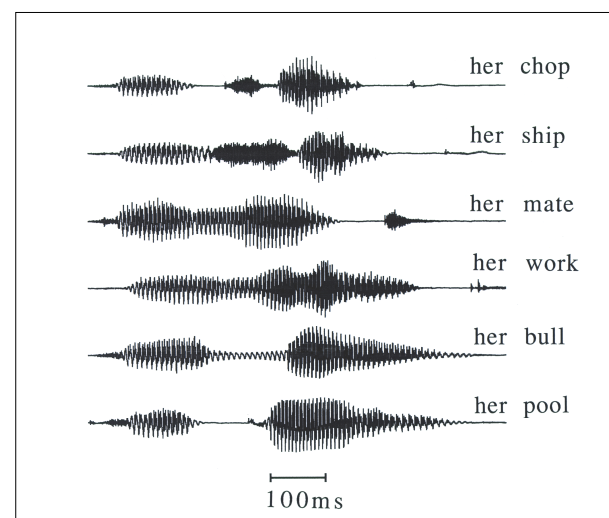 her chop
her ship
her mate
her work
her bull
her pool
100ms